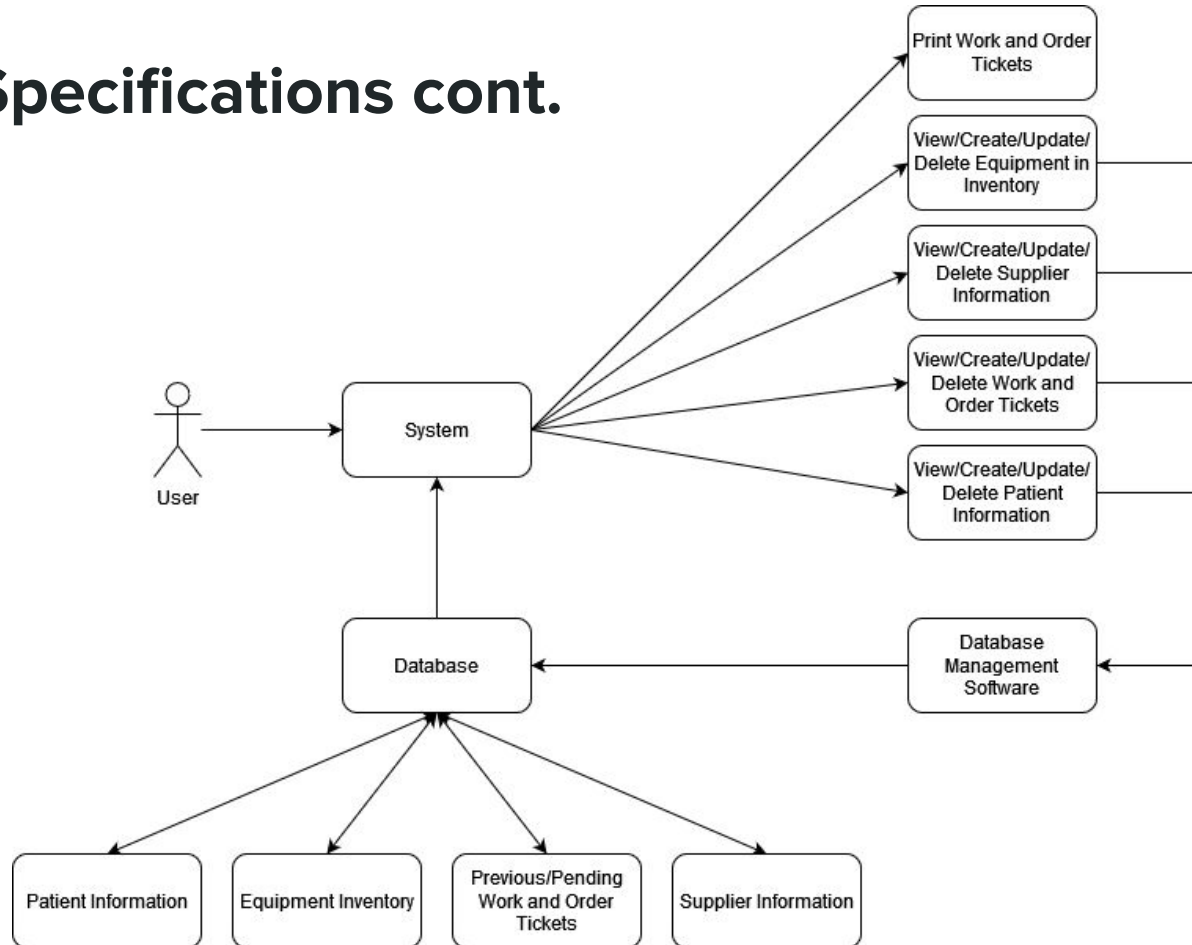 Specifications cont.
Print Work and Order
Tickets
View/Create/Update/
Delete Equipment in
Inventory
View/Create/Update/
Delete Supplier
Information
View/Create/Update/
Delete Work and
Order Tickets
View/Create/Update/
Delete Patient
Information
System
User
Database
Database
Management
Software
Patient Information
Equipment Inventory
Previous/Pending
Work and Order
Tickets
Supplier Information